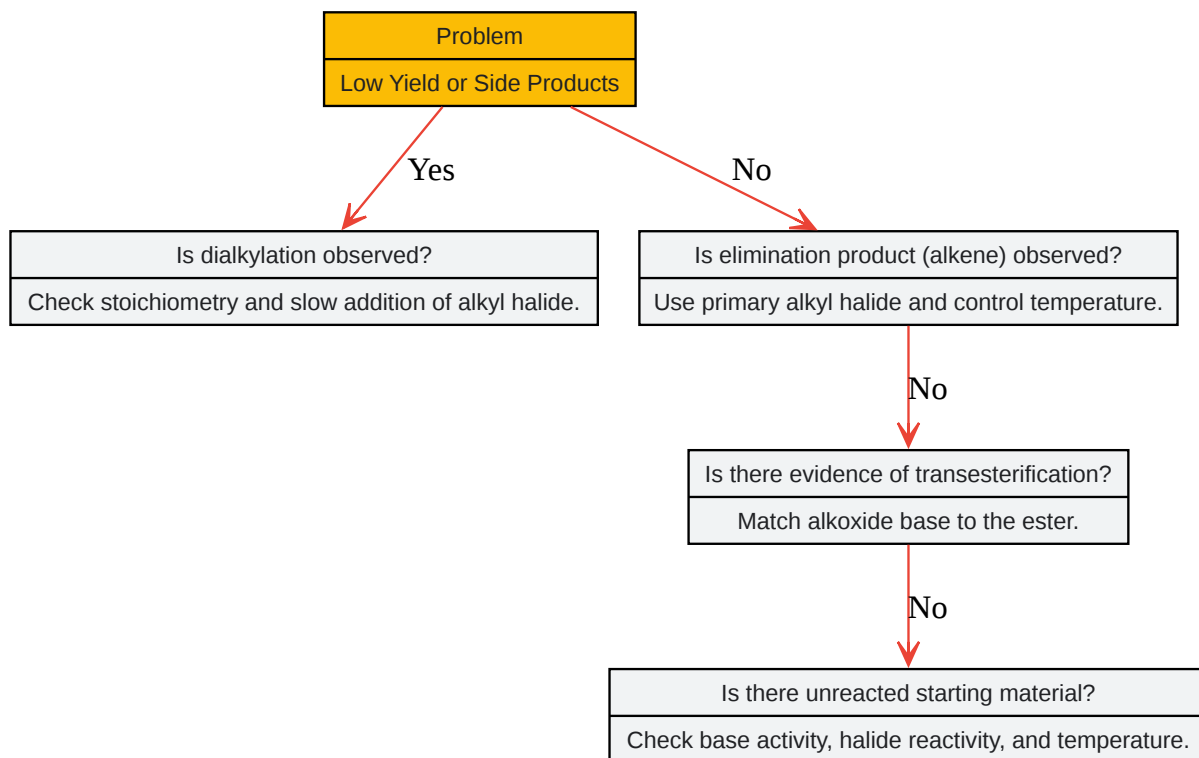 Problem
Low Yield or Side Products
Yes
No
Is dialkylation observed?
Check stoichiometry and slow addition of alkyl halide.
Is elimination product (alkene) observed?
Use primary alkyl halide and control temperature.
No
Is there evidence of transesterification?
Match alkoxide base to the ester.
No
Is there unreacted starting material?
Check base activity, halide reactivity, and temperature.